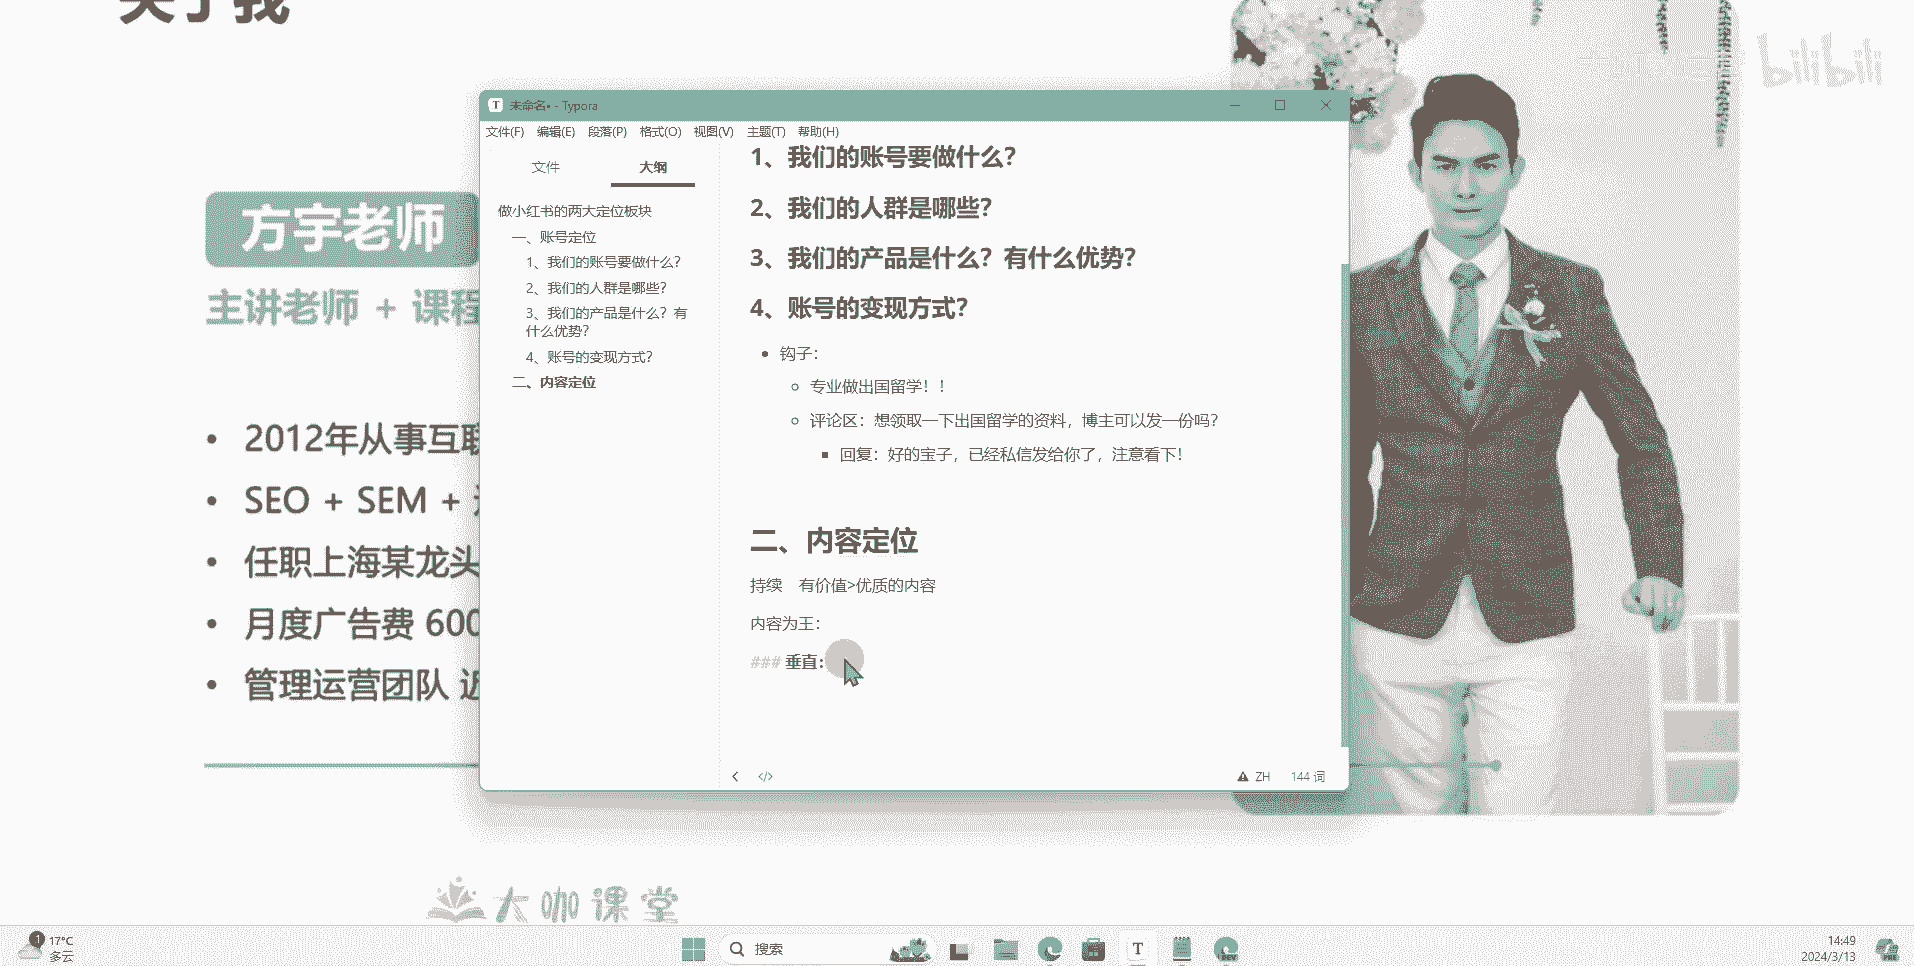 关于我
bilibili
方宇老师
主讲老师 + 课程
2012年从事互联
SEO + SEM +
任职上海某龙头
月度广告费 600
管理运营团队 近
未命名• - Typora
文件(F) 编辑(E) 段落(P) 格式(O) 视图(V) 主题(T) 帮助(H)
文件 大纲
做小红书的两大定位板块
一、账号定位
1、我们的账号要做什么？
2、我们的人群是哪些？
3、我们的产品是什么？有
什么优势？
4、账号的变现方式？
二、内容定位
1、我们的账号要做什么？
2、我们的人群是哪些？
3、我们的产品是什么？有什么优势？
4、账号的变现方式？
钩子：
专业做出国留学！！
评论区：想领取一下出国留学的资料，博主可以发一份吗？
回复：好的宝子，已经私信发给你了，注意看下！
二、内容定位
持续 有价值>优质的内容
内容为王：
### 垂直：
</> ZH 144 词
大咖课堂
1 17°C
多云
搜索
T
DEV
14:49
2024/3/13
PRE